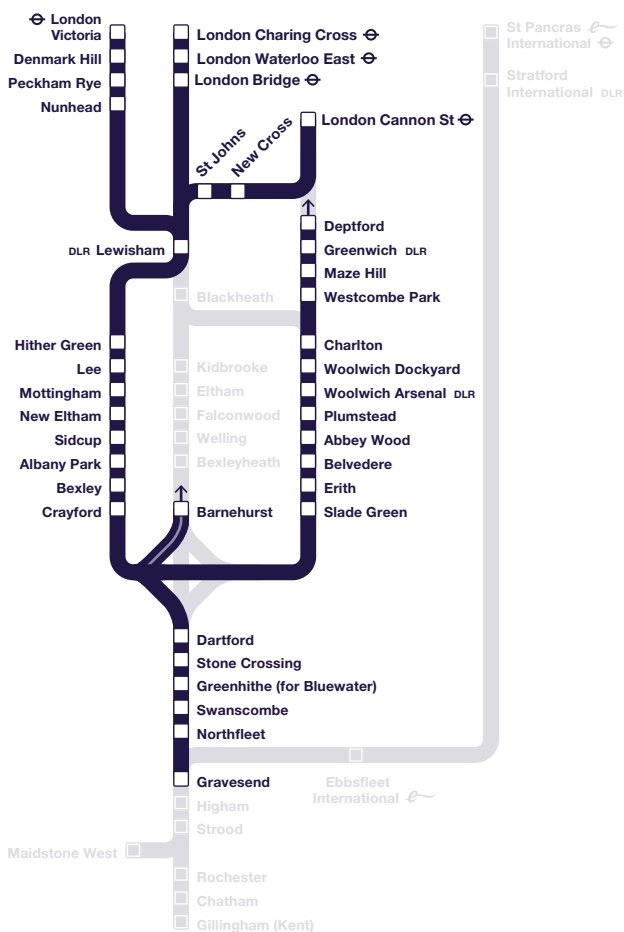 London
Victoria
Denmark Hill
Peckham Rye
Nunhead
London Charing Cross
London Waterloo East
London Bridge
St Johns
New Cross
London Cannon St
St Pancras
International
Stratford
International DLR
DLR Lewisham
Deptford
Greenwich DLR
Maze Hill
Westcombe Park
Blackheath
Hither Green
Lee
Mottingham
New Eltham
Sidcup
Albany Park
Bexley
Crayford
Kidbrooke
Eltham
Falconwood
Welling
Bexleyheath
Barnehurst
Charlton
Woolwich Dockyard
Woolwich Arsenal DLR
Plumstead
Abbey Wood
Belvedere
Erith
Slade Green
Dartford
Stone Crossing
Greenhithe (for Bluewater)
Swanscombe
Northfleet
Gravesend
Ebbsfleet
International
Higham
Strood
Maidstone West
Rochester
Chatham
Gillingham (Kent)